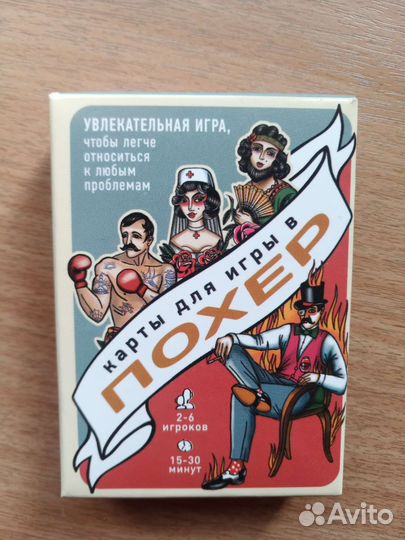 УВЛЕКАТЕЛЬНАЯ ИГРА,
чтобы легче
относиться
к любым
проблемам
карты для игры в
ПОХЕР
2-6
игроков
15-30
минут
Avito